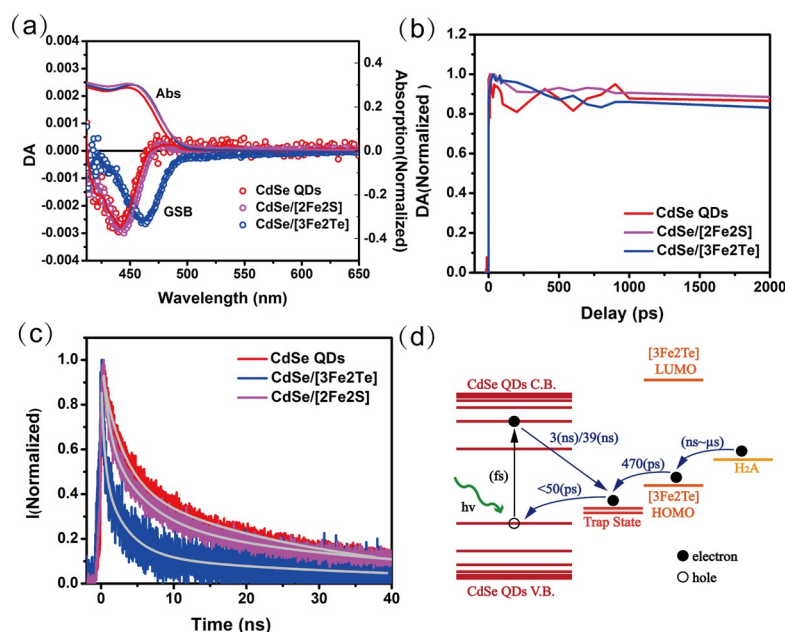 (a)
0.004
0.003
0.002
0.001
0.000
-0.001
-0.002
-0.003
-0.004
-0.003
DA
0.4
0.2
0.0
-0.2
-0.4
Absorption(Normalized)
Abs
GSB
CdSe QDs
CdSe/[2Fe2S]
CdSe/[3Fe2Te]
450
500
550
600
650
Wavelength (nm)
(b)
1.2
1.0
0.8
0.6
0.4
0.2
0.0
DA(Normalized )
CdSe QDs
CdSe/[2Fe2S]
CdSe/[3Fe2Te]
0
500
1000
1500
2000
Delay (ps)
(c)
1.0
0.8
0.6
0.4
0.2
0.0
I(Normalized)
CdSe QDs
CdSe/[3Fe2Te]
CdSe/[2Fe2S]
0
10
20
30
40
Time (ns)
(d)
[3Fe2Te]
LUMO
CdSe QDs C.B.
3(ns)/39(ns)
(ns~μs)
470(ps)
H2A
(fs)
<50(ps)
hv
[3Fe2Te]
HOMO
Trap State
electron
hole
CdSe QDs V.B.